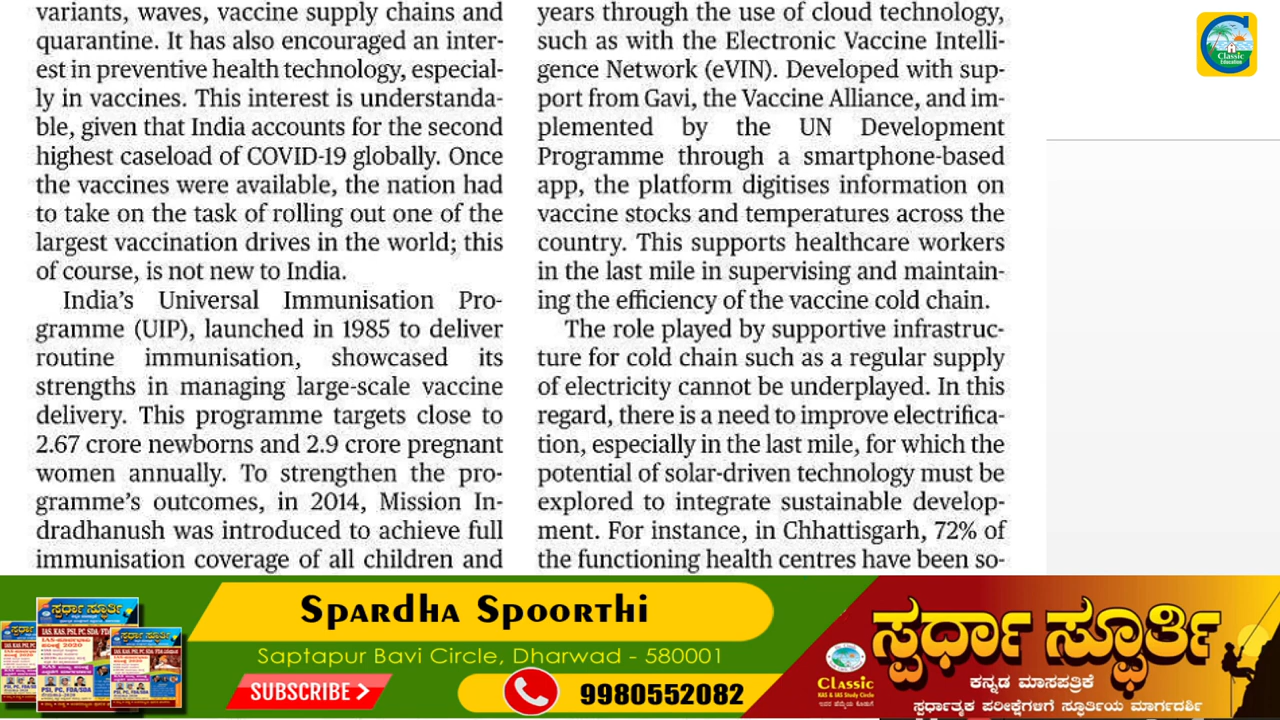 variants, waves, vaccine supply chains and
quarantine. It has also encouraged an inter-
est in preventive health technology, especial-
ly in vaccines. This interest is understanda-
ble, given that India accounts for the second
highest caseload of COVID-19 globally. Once
the vaccines were available, the nation had
to take on the task of rolling out one of the
largest vaccination drives in the world; this
of course, is not new to India.
India's Universal Immunisation Pro-
gramme (UIP), launched in 1985 to deliver
routine immunisation, showcased its
strengths in managing large-scale vaccine
delivery. This programme targets close to
2.67 crore newborns and 2.9 crore pregnant
women annually. To strengthen the pro-
gramme's outcomes, in 2014, Mission In-
dradhanush was introduced to achieve full
immunisation coverage of all children and
years through the use of cloud technology,
such as with the Electronic Vaccine Intelli-
gence Network (eVIN). Developed with sup-
port from Gavi, the Vaccine Alliance, and im-
plemented by the UN Development
Programme through a smartphone-based
app, the platform digitises information on
vaccine stocks and temperatures across the
country. This supports healthcare workers
in the last mile in supervising and maintain-
ing the efficiency of the vaccine cold chain.
The role played by supportive infrastruc-
ture for cold chain such as a regular supply
of electricity cannot be underplayed. In this
regard, there is a need to improve electrifica-
tion, especially in the last mile, for which the
potential of solar-driven technology must be
explored to integrate sustainable develop-
ment. For instance, in Chhattisgarh, 72% of
the functioning health centres have been so-
Classic
Education
Spardha Spoorthi
Saptapur Bavi Circle, Dharwad - 580001
SUBSCRIBE
9980552082
ಸ್ಪರ್ಧಾ ಸ್ಫೂರ್ತಿ
Classic
KAS & IAS Study Circle
ಕನ್ನಡ ಮಾಸಪತ್ರಿಕೆ
ಸ್ಪರ್ಧಾತ್ಮಕ ಪರೀಕ್ಷೆಗಳಿಗೆ ಸ್ಫೂರ್ತಿಯ ಮಾರ್ಗದರ್ಶಿ
ಸ್ಪರ್ಧಾ ಸ್ಫೂರ್ತಿ